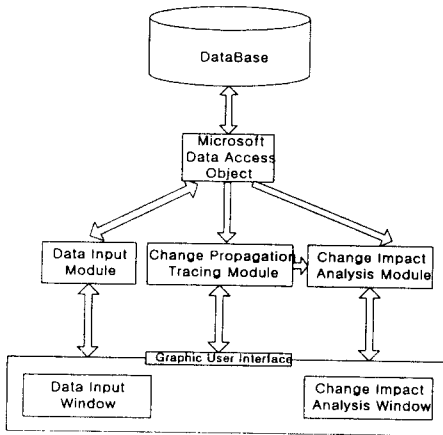 DataBase
Microsoft
Data Access
Object
Data Input
Module
Change Propagation
Tracing Module
Change Impact
Analysis Module
Graphic User Interface
Data Input
Window
Change Impact
Analysis Window